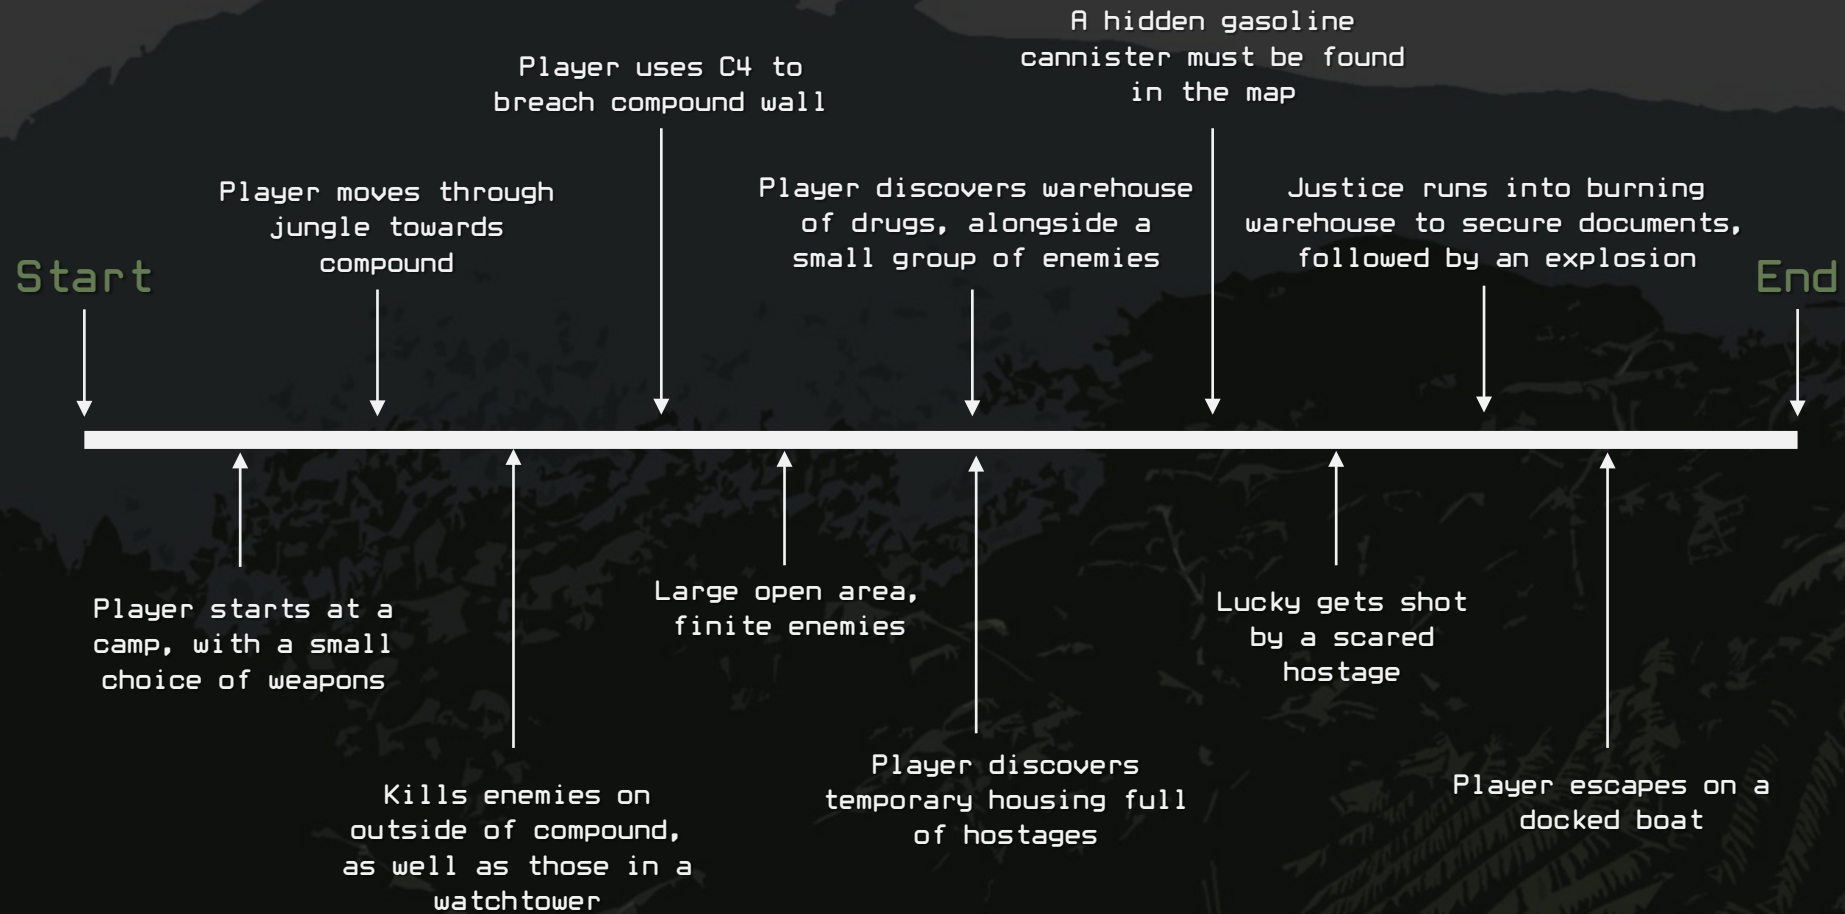 A hidden gasoline
cannister must be found
in the map
Player uses C4 to
breach compound wall
Player moves through
jungle towards
compound
Player discovers warehouse
of drugs, alongside a
small group of enemies
Justice runs into burning
warehouse to secure documents,
followed by an explosion
Start
End
Player starts at a
camp, with a small
choice of weapons
Large open area,
finite enemies
Lucky gets shot
by a scared
hostage
Kills enemies on
outside of compound,
as well as those in a
watchtower
Player discovers
temporary housing full
of hostages
Player escapes on a
docked boat